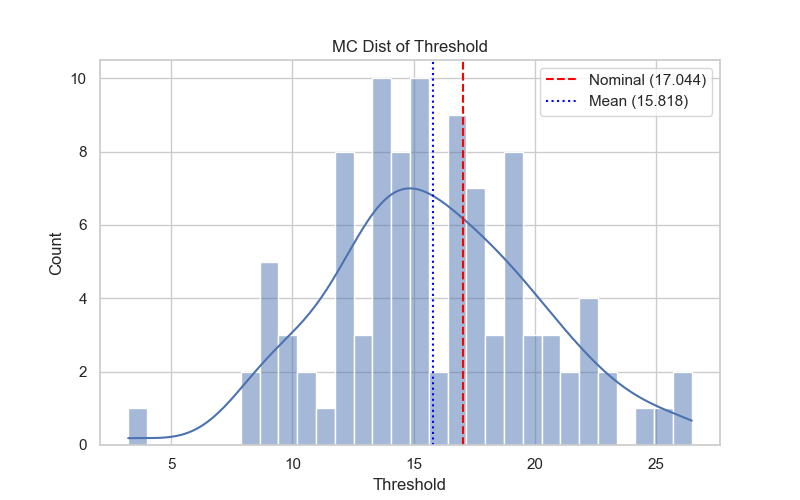 MC Dist of Threshold
Nominal (17.044)
Mean (15.818)
10
8
6
4
2
0
Count
5
10
15
20
25
Threshold